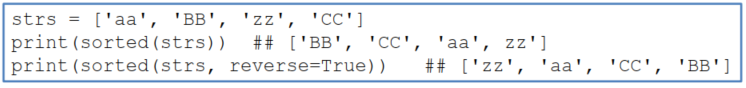 strs = ['aa', 'BB', 'zz', 'CC']
print(sorted(strs))  ## ['BB', 'CC', 'aa', zz']
print(sorted(strs, reverse=True))   ## ['zz', 'aa', 'CC', 'BB']